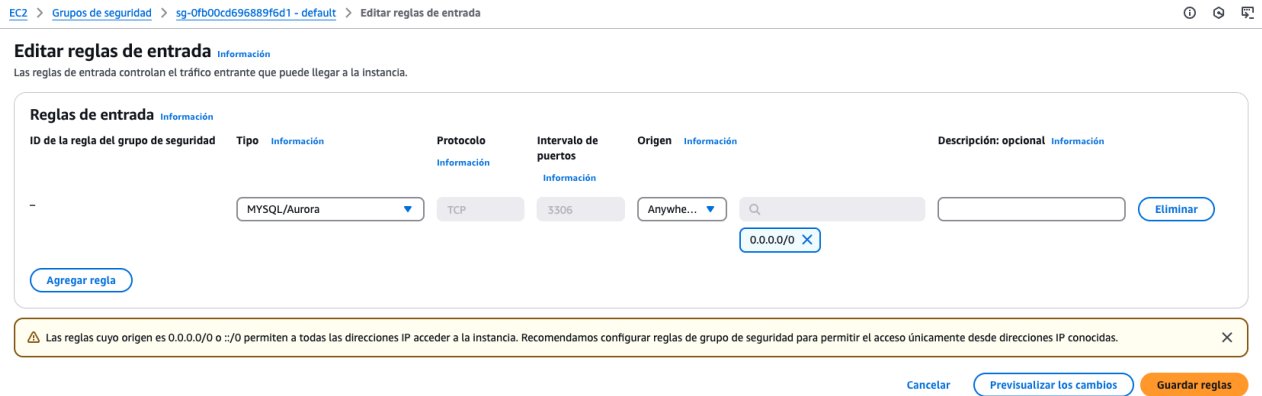 EC2 > Grupos de seguridad > sg-0fb00cd696889f6d1 - default > Editar reglas de entrada
Editar reglas de entrada Información
Las reglas de entrada controlan el tráfico entrante que puede llegar a la instancia.
Reglas de entrada Información
ID de la regla del grupo de seguridad
Tipo Información
Protocolo
Información
Intervalo de
puertos
Información
Origen Información
Descripción: opcional Información
–
MYSQL/Aurora
TCP
3306
Anywhe...
0.0.0.0/0
Eliminar
Agregar regla
Las reglas cuyo origen es 0.0.0.0/0 o ::/0 permiten a todas las direcciones IP acceder a la instancia. Recomendamos configurar reglas de grupo de seguridad para permitir el acceso únicamente desde direcciones IP conocidas.
Cancelar
Previsualizar los cambios
Guardar reglas